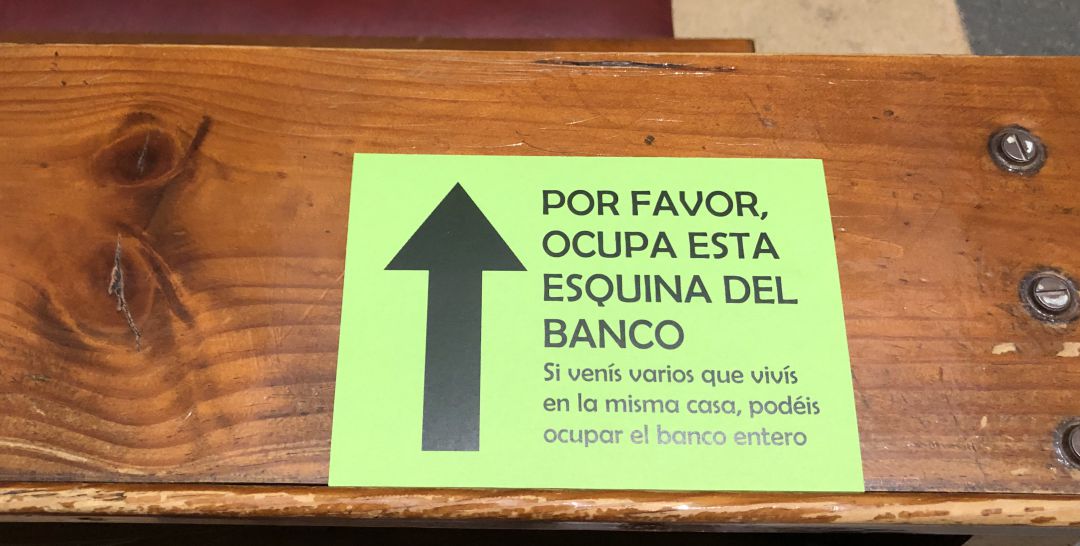 POR FAVOR,
OCUPA ESTA
ESQUINA DEL
BANCO
Si venís varios que vivís
en la misma casa, podéis
ocupar el banco entero